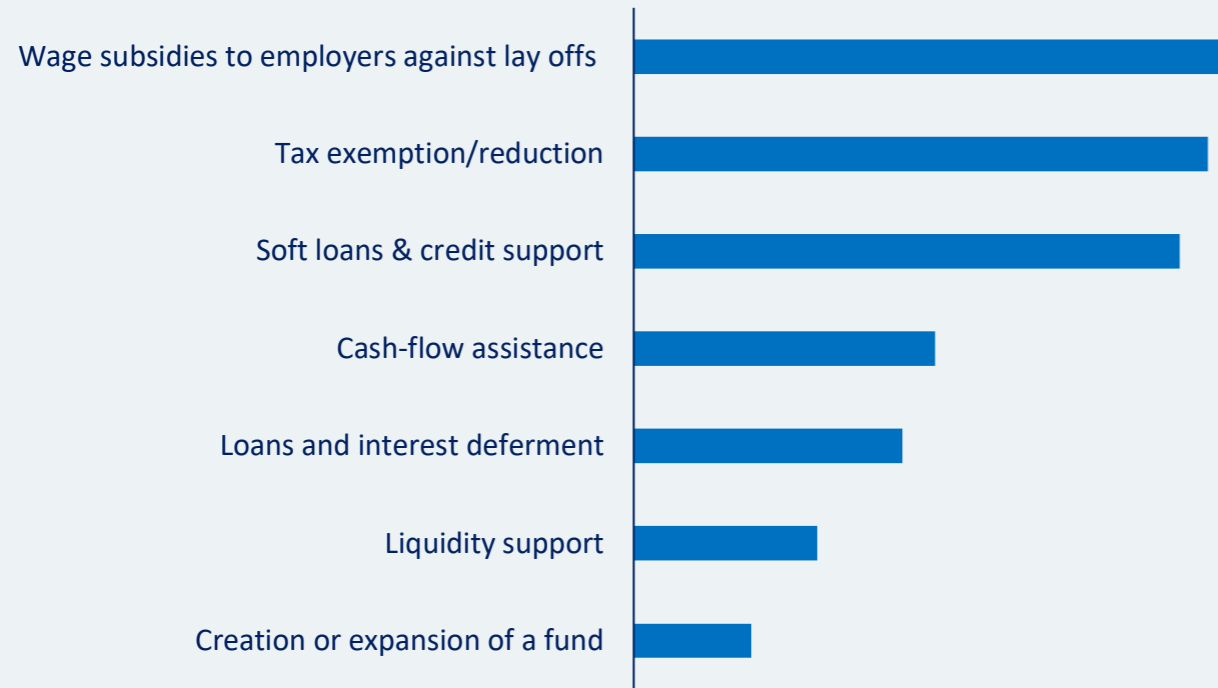 Wage subsidies to employers against lay offs
Tax exemption/reduction
Soft loans & credit support
Cash-flow assistance
Loans and interest deferment
Liquidity support
Creation or expansion of a fund